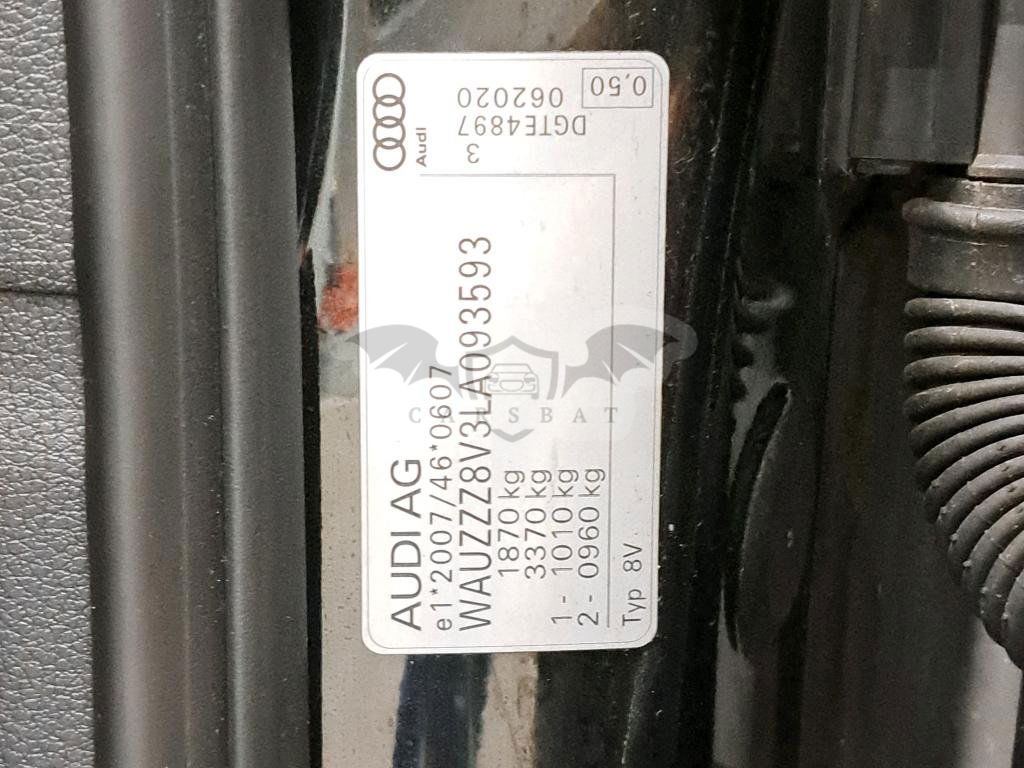 AUDI AG
e1*2007/46*0607
WAUZZZ8V3LA093593
1870 kg
3370 kg
1 - 1010 kg
2 - 0960 kg
Typ 8V
Audi
3
DGTE4897
062020
0,50
CARSBAT